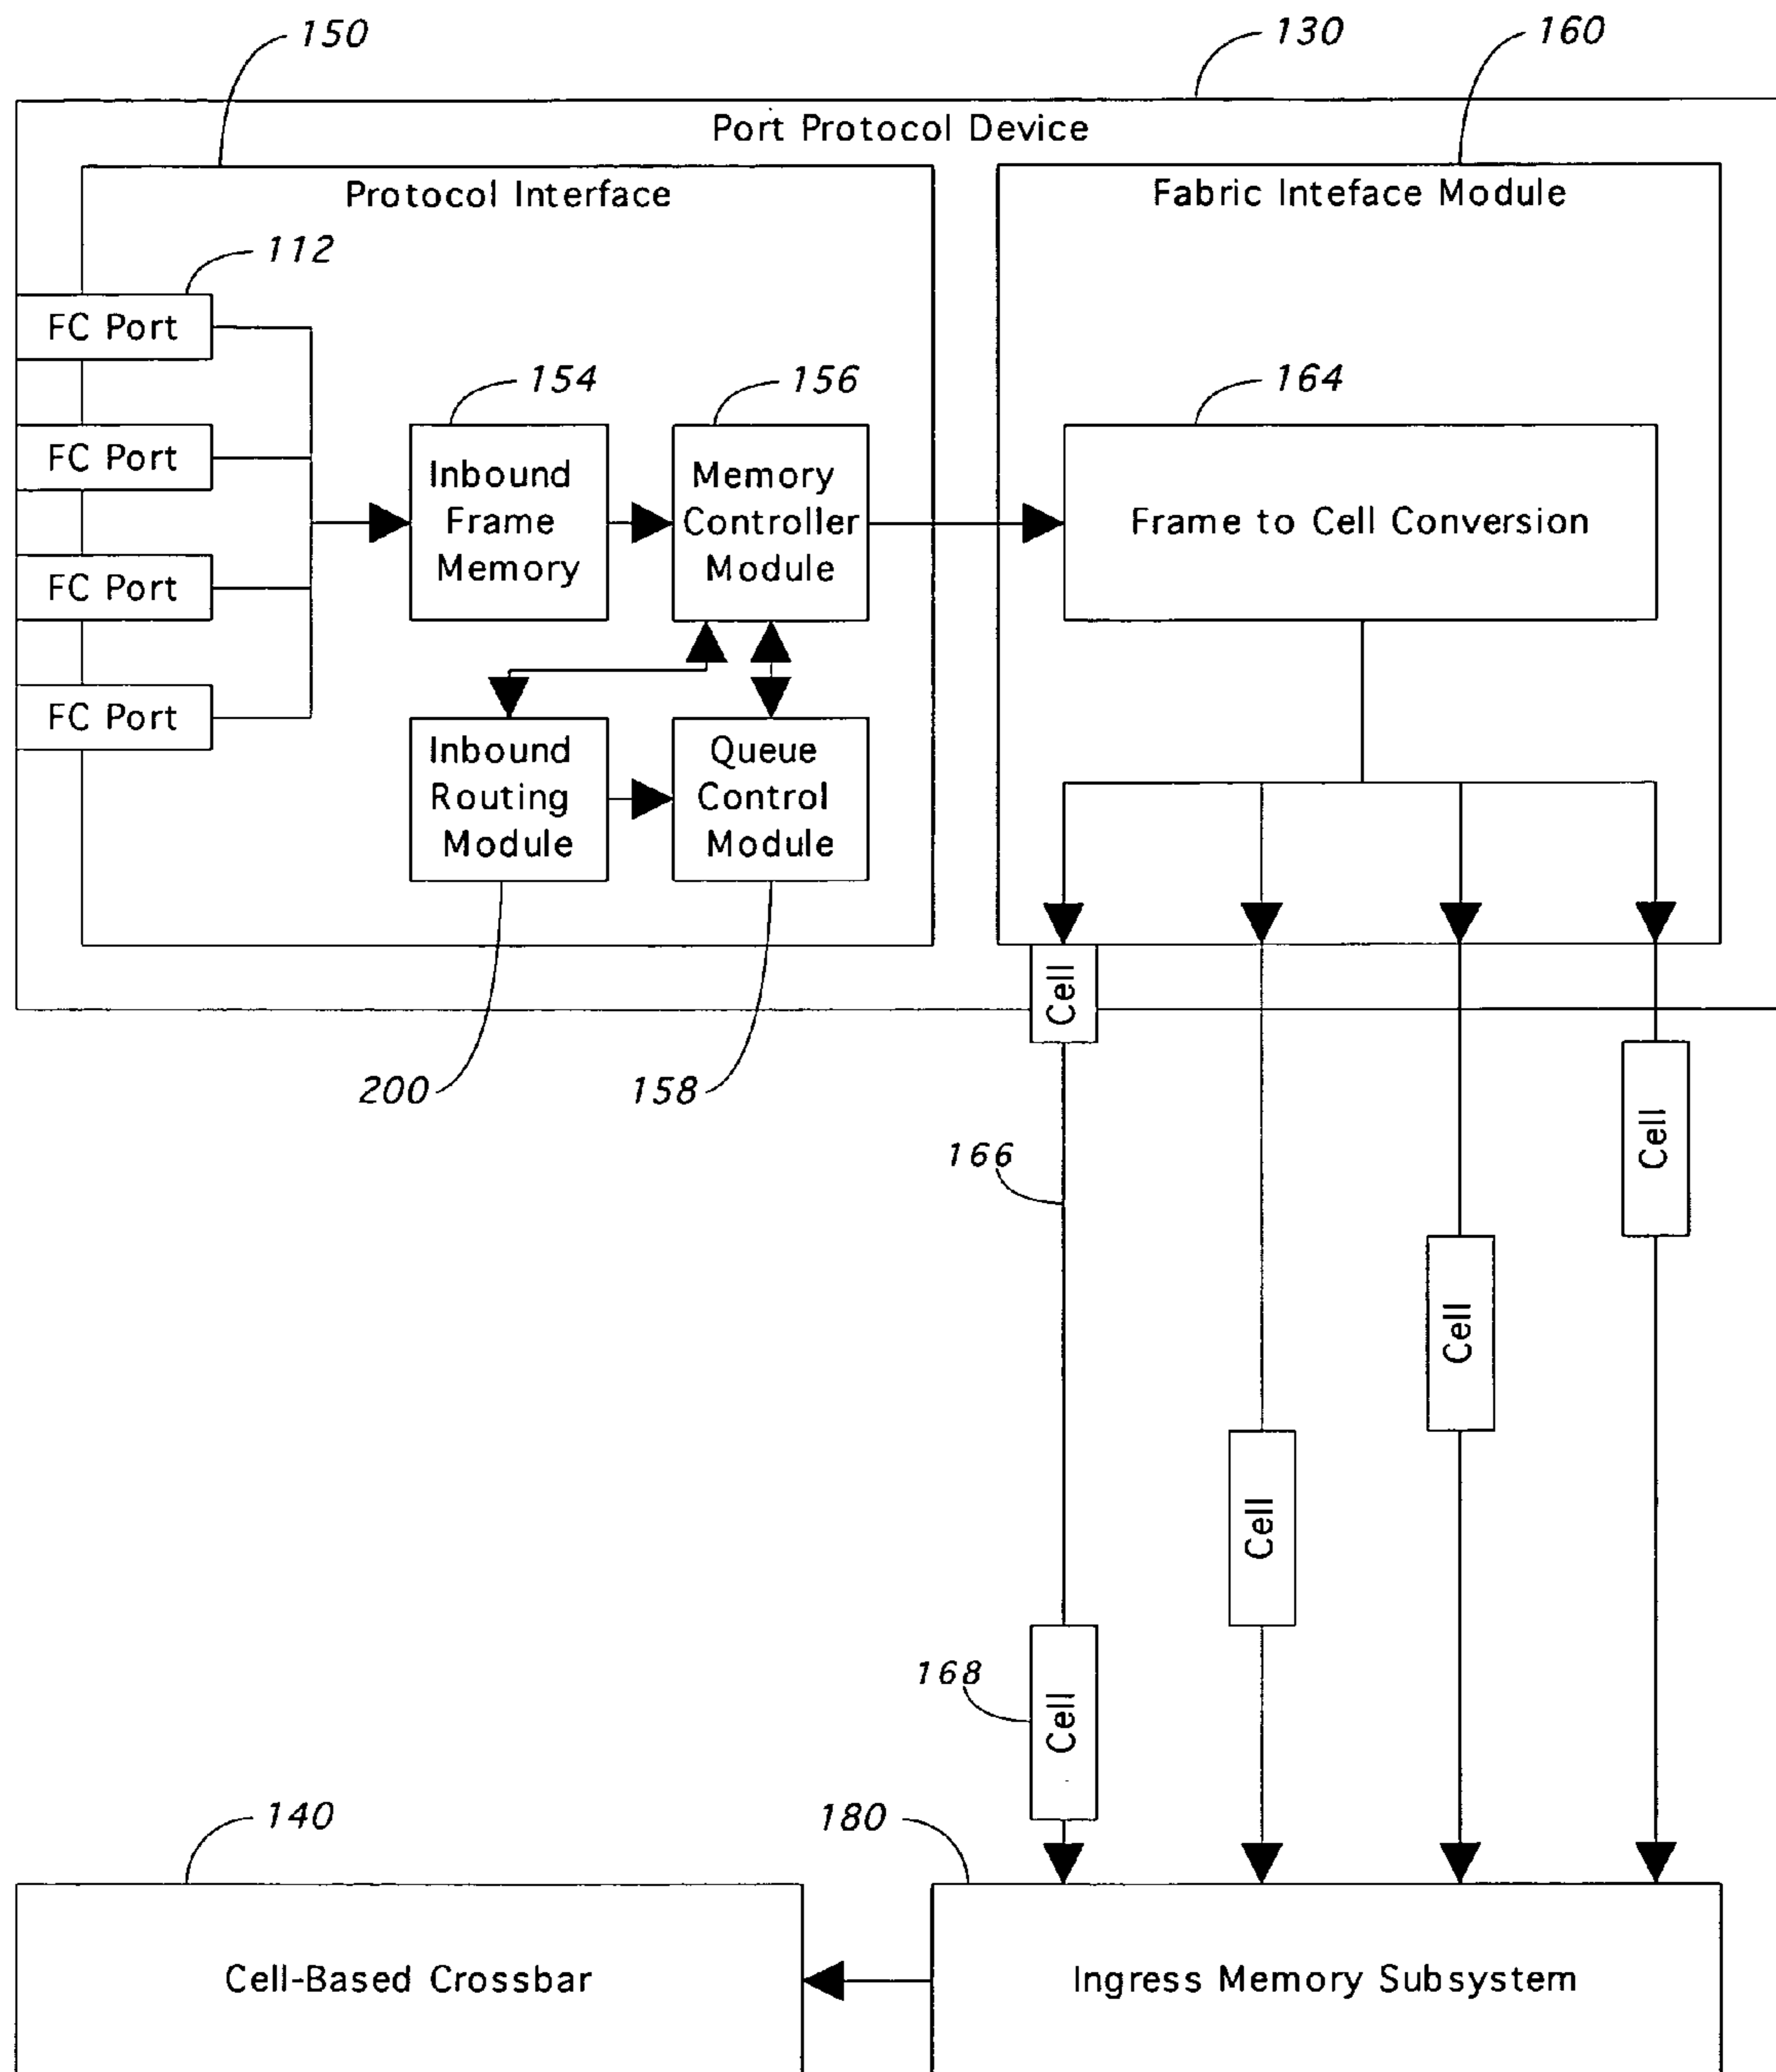 150
130
160
Port Protocol Device
Protocol Interface
Fabric Inteface Module
112
FC Port
154
156
164
FC Port
Inbound
Frame
Memory
Memory
Controller
Module
Frame to Cell Conversion
FC Port
FC Port
Inbound
Routing
Module
Queue
Control
Module
Cell
200
158
Cell
166
Cell
Cell
168
Cell
140
180
Cell-Based Crossbar
Ingress Memory Subsystem